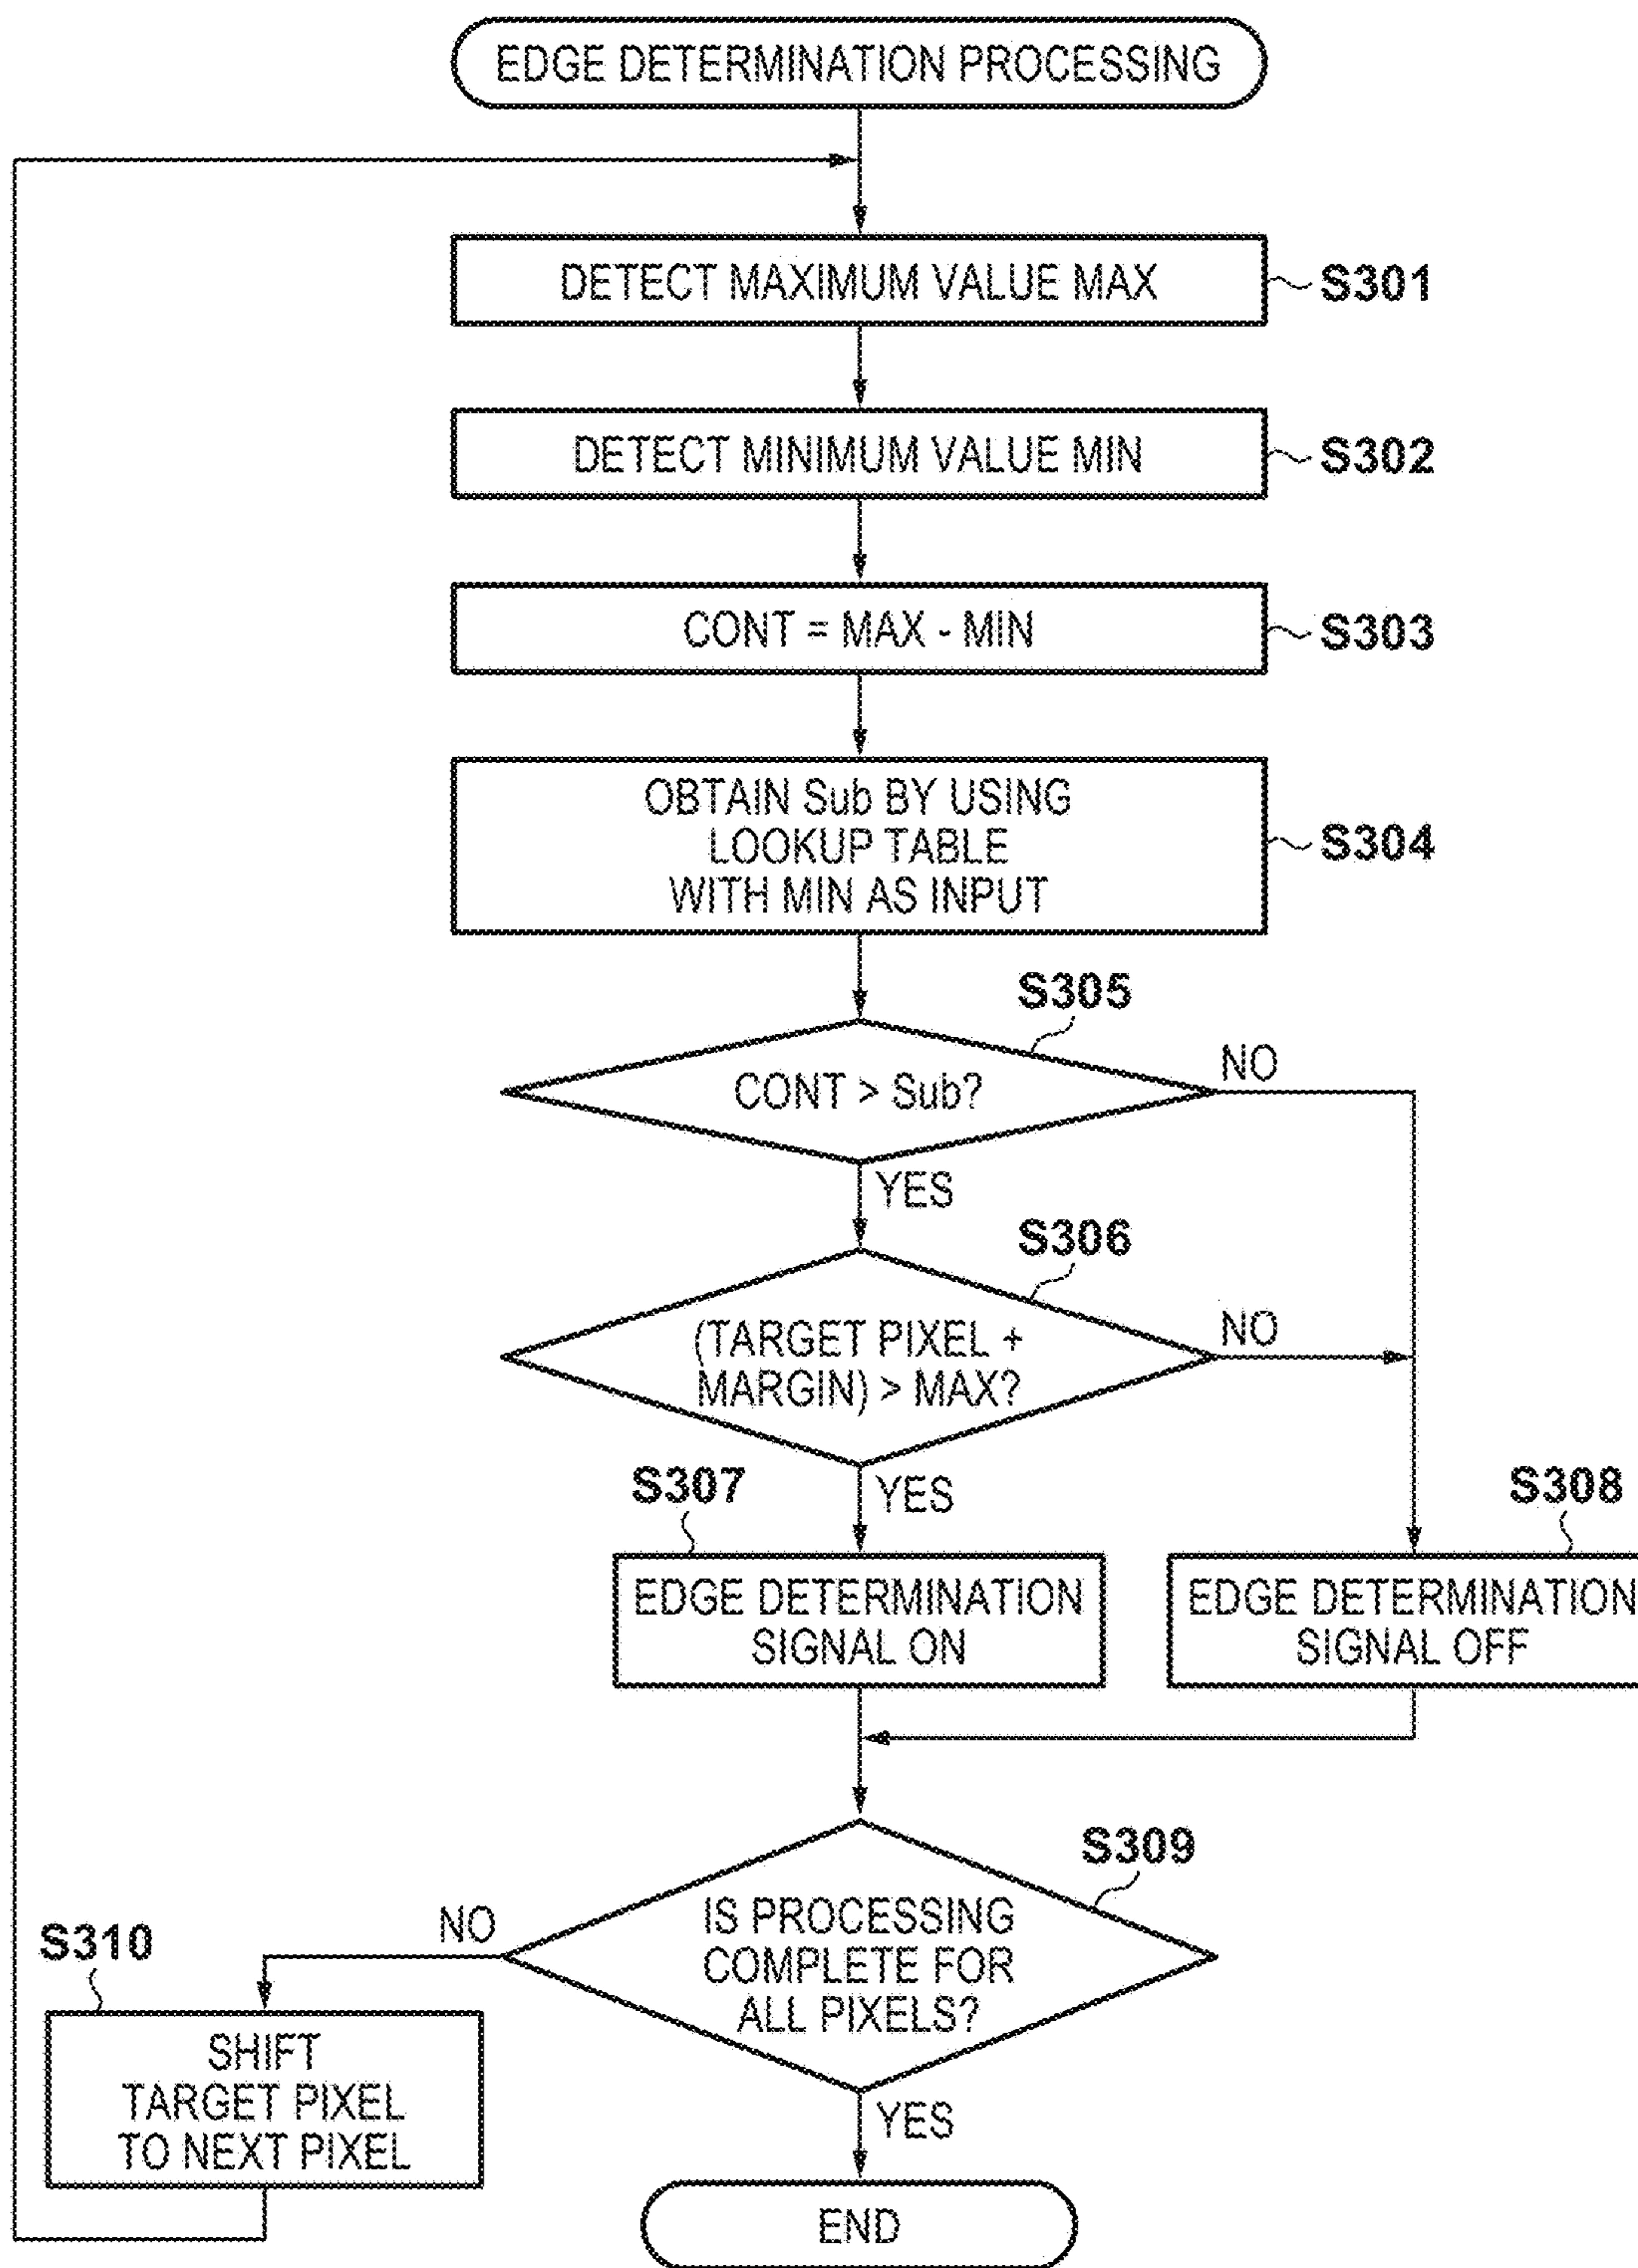 EDGE DETERMINATION PROCESSING
DETECT MAXIMUM VALUE MAX
S301
DETECT MINIMUM VALUE MIN
S302
CONT = MAX - MIN
S303
OBTAIN Sub BY USING
LOOKUP TABLE
WITH MIN AS INPUT
S304
S305
CONT > Sub?
NO
YES
S306
(TARGET PIXEL +
MARGIN) > MAX?
NO
YES
S307
EDGE DETERMINATION
SIGNAL ON
S308
EDGE DETERMINATION
SIGNAL OFF
S309
IS PROCESSING
COMPLETE FOR
ALL PIXELS?
NO
S310
SHIFT
TARGET PIXEL
TO NEXT PIXEL
YES
END